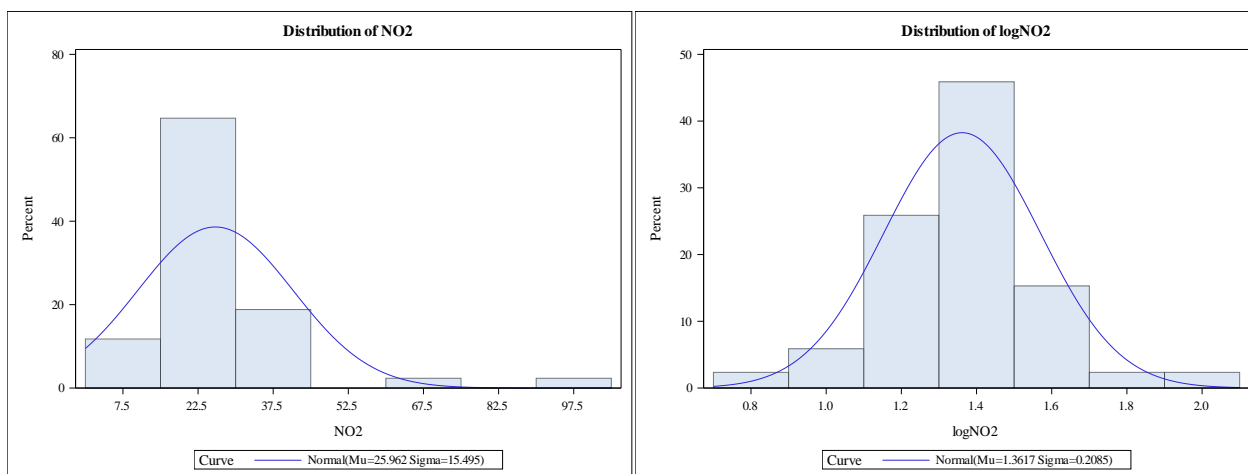 Distribution of NO2
80
60
40
20
0
Percent
7.5 22.5 37.5 52.5 67.5 82.5 97.5
NO2
Curve Normal(Mu=25.962 Sigma=15.495)
Distribution of logNO2
50
40
30
20
10
0
Percent
0.8 1.0 1.2 1.4 1.6 1.8 2.0
logNO2
Curve Normal(Mu=1.3617 Sigma=0.2085)